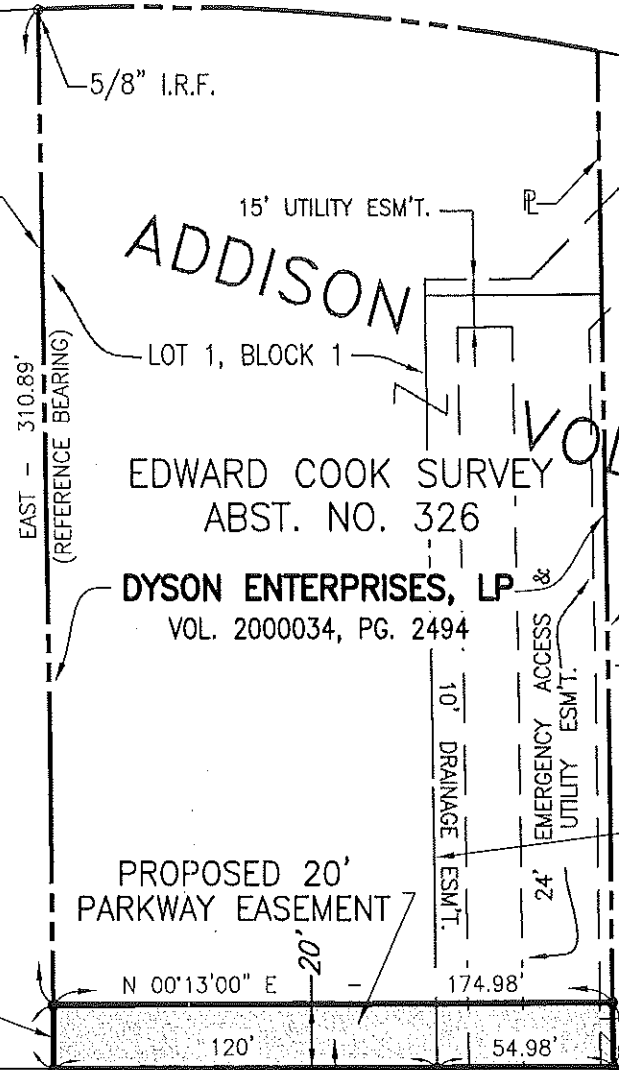 5/8" I.R.F.
15' UTILITY ESM'T.
PL
ADDISON
LOT 1, BLOCK 1
EAST - 310.89'
(REFERENCE BEARING)
VOL
EDWARD COOK SURVEY
ABST. NO. 326
DYSON ENTERPRISES, LP
VOL. 2000034, PG. 2494
10' DRAINAGE ESM'T.
24' EMERGENCY ACCESS &
UTILITY ESM'T.
PROPOSED 20'
PARKWAY EASEMENT
20'
N 00°13'00" E - 174.98'
120'
54.98'